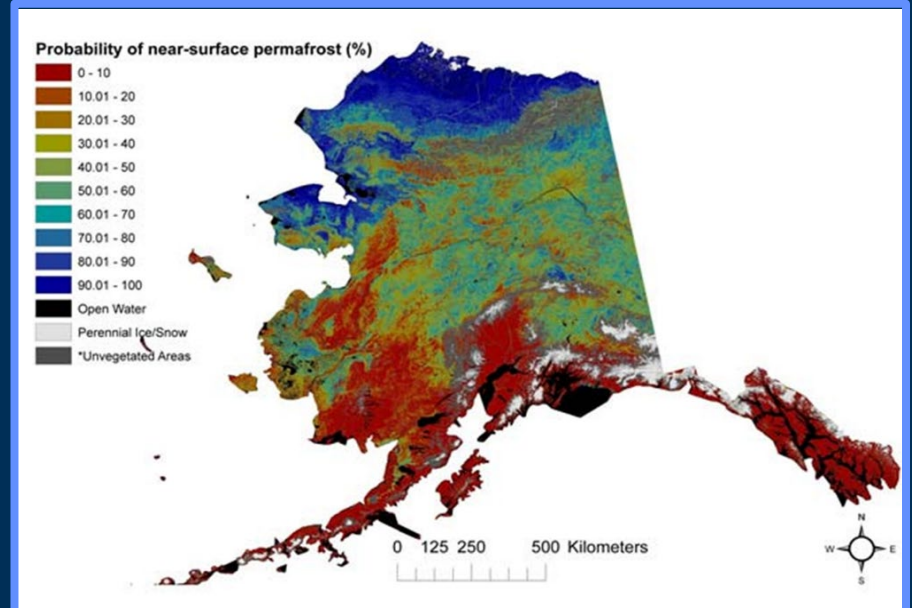 Probability of near-surface permafrost (%)
0 - 10
10.01 - 20
20.01 - 30
30.01 - 40
40.01 - 50
50.01 - 60
60.01 - 70
70.01 - 80
80.01 - 90
90.01 - 100
Open Water
Perennial Ice/Snow
*Unvegetated Areas
N
W E
S
0 125 250 500 Kilometers